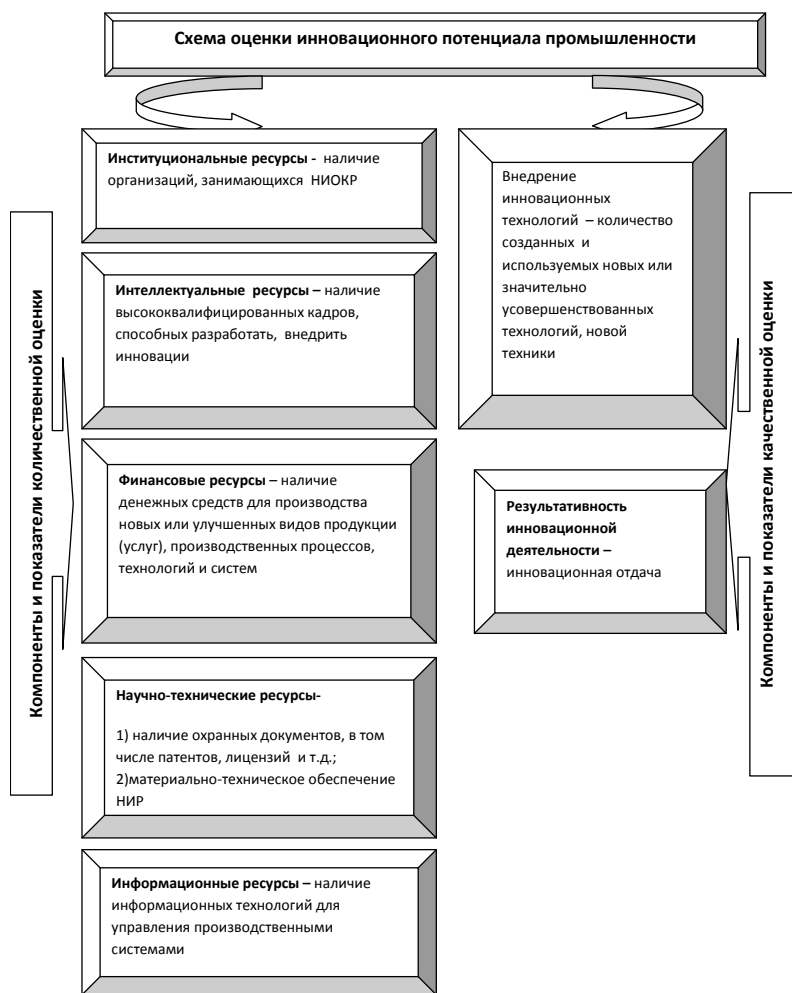 Схема оценки инновационного потенциала промышленности
Компоненты и показатели количественной оценки
Институциональные ресурсы - наличие
организаций, занимающихся НИОКР
Интеллектуальные ресурсы – наличие
высококвалифицированных кадров,
способных разработать, внедрить
инновации
Финансовые ресурсы – наличие
денежных средств для производства
новых или улучшенных видов продукции
(услуг), производственных процессов,
технологий и систем
Научно-технические ресурсы-
1) наличие охранных документов, в том
числе патентов, лицензий и т.д.;
2)материально-техническое обеспечение
НИР
Информационные ресурсы – наличие
информационных технологий для
управления производственными
системами
Внедрение
инновационных
технологий – количество
созданных и
используемых новых или
значительно
усовершенствованных
технологий, новой
техники
Результативность
инновационной
деятельности –
инновационная отдача
Компоненты и показатели качественной оценки